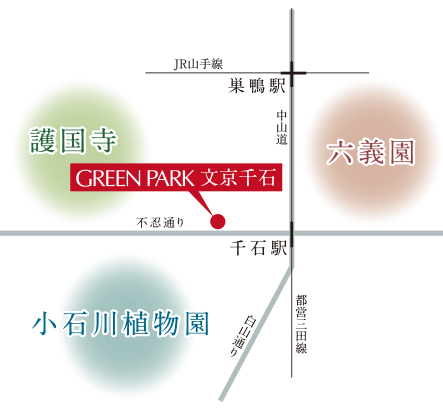 JR山手線
巣鴨駅
中山道
護国寺
六義園
GREEN PARK 文京千石
不忍通り
千石駅
小石川植物園
白山通り
都営三田線